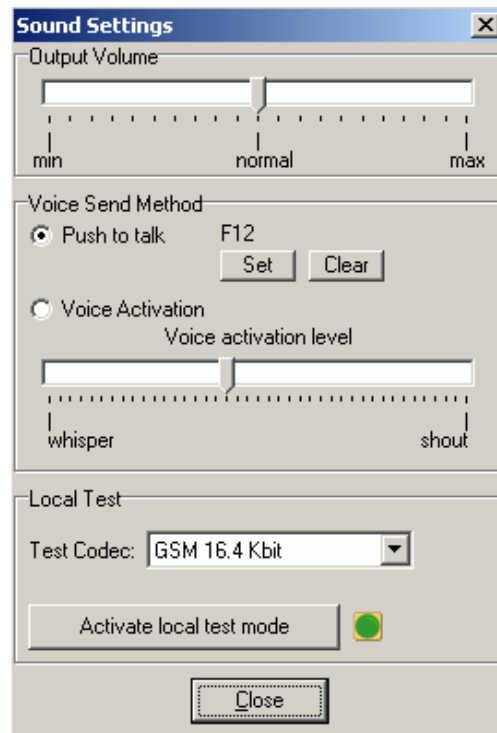 Sound Settings
Output Volume
min normal max
Voice Send Method
Push to talk F12
Set Clear
Voice Activation
Voice activation level
whisper shout
Local Test
Test Codec: GSM 16.4 Kbit
Activate local test mode
Close